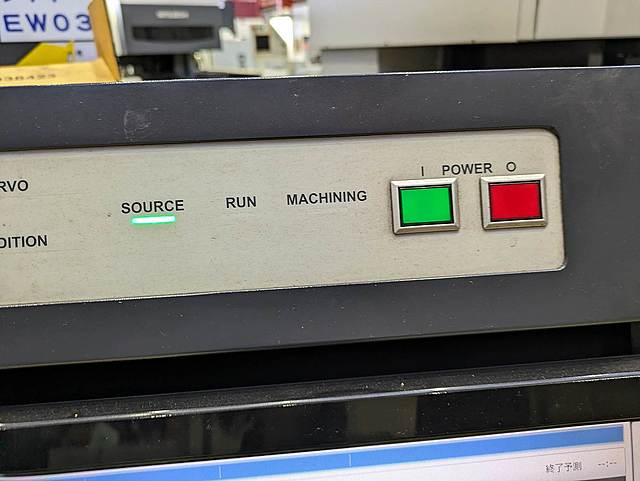 EW03
I POWER O
RVO
SOURCE
RUN
MACHINING
DITION
終了予測 --:--